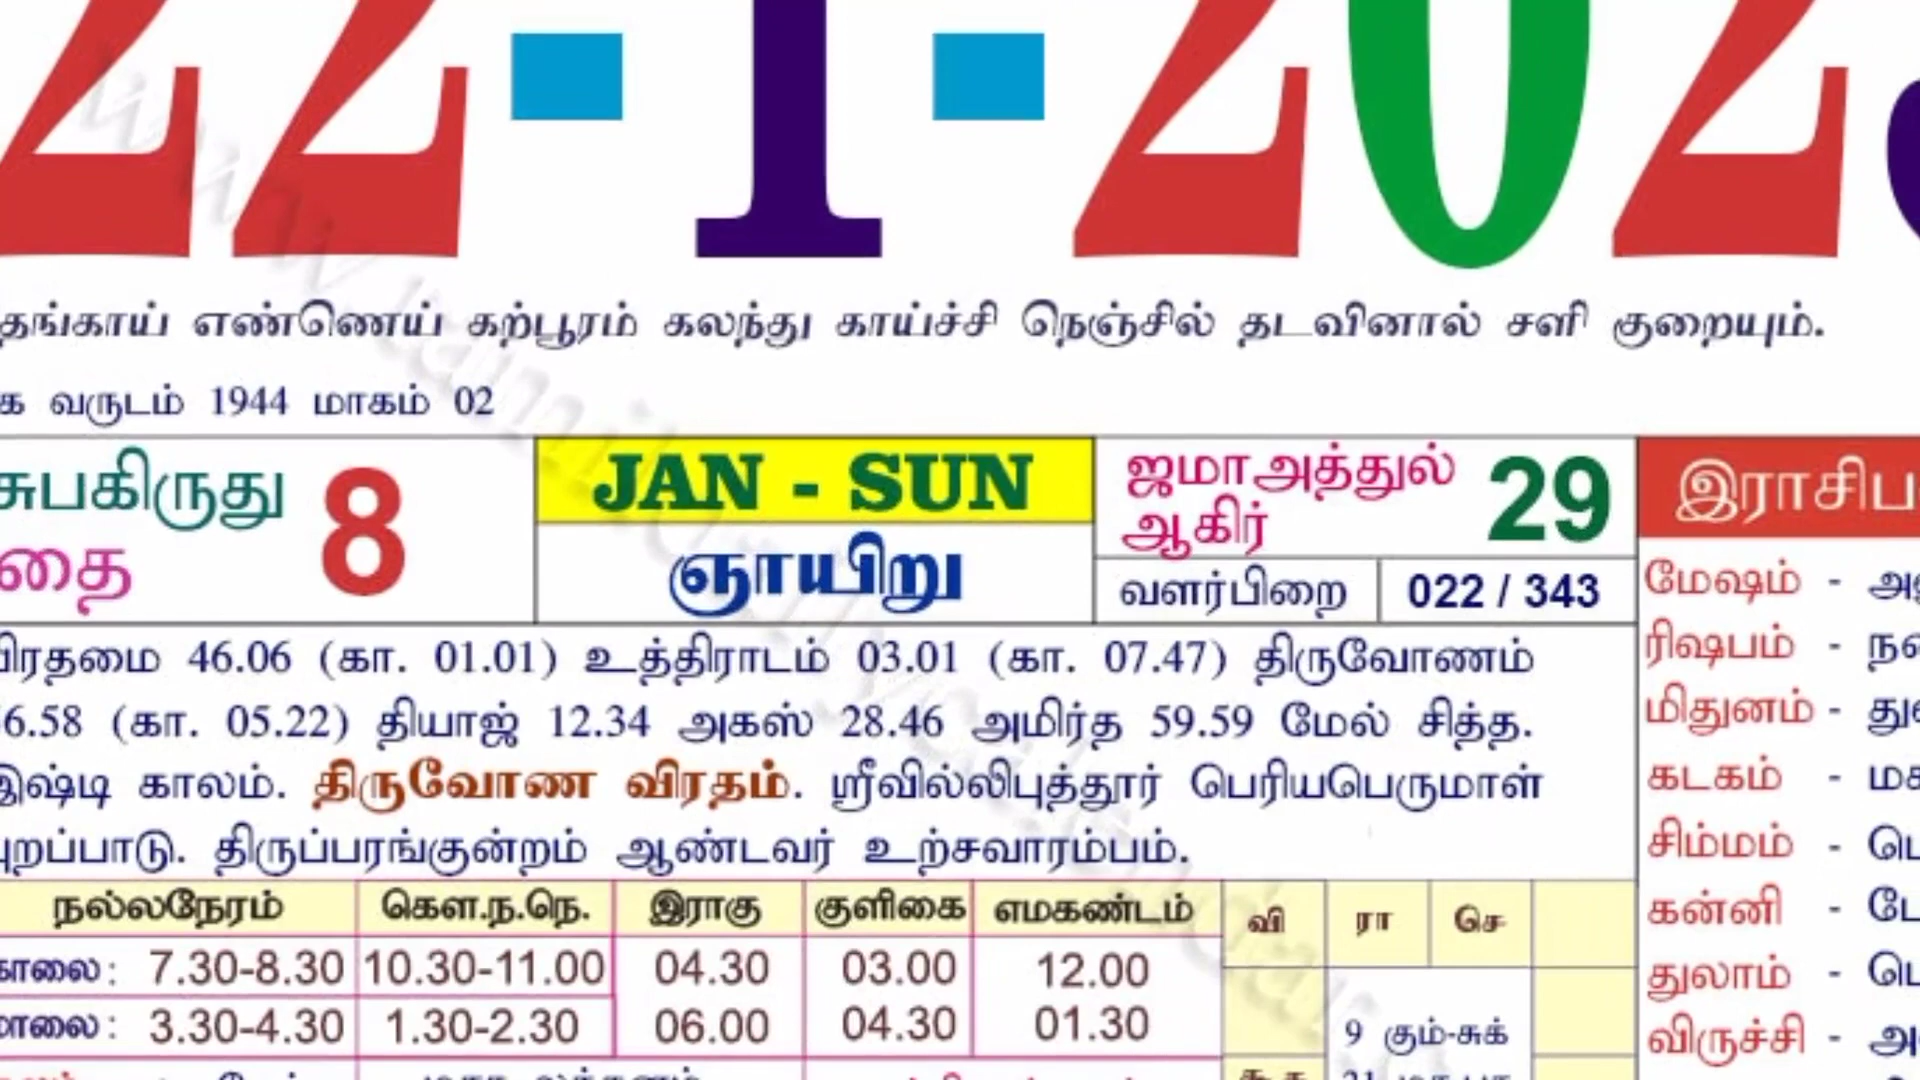 22-1-202
தங்காய் எண்ணெய் கற்பூரம் கலந்து காய்ச்சி நெஞ்சில் தடவினால் சளி குறையும்.
க வருடம் 1944 மாகம் 02
சுபகிருது
தை
8
JAN - SUN
ஞாயிறு
ஜமாஅத்துல்
ஆகிர்
29
வளர்பிறை 022 / 343
பிரதமை 46.06 (கா. 01.01) உத்திராடம் 03.01 (கா. 07.47) திருவோணம்
6.58 (கா. 05.22) தியாஜ் 12.34 அகஸ் 28.46 அமிர்த 59.59 மேல் சித்த.
இஷ்டி காலம். திருவோண விரதம். ஸ்ரீவில்லிபுத்தூர் பெரியபெருமாள்
புறப்பாடு. திருப்பரங்குன்றம் ஆண்டவர் உற்சவாரம்பம்.
நல்லநேரம் கௌ.ந.நெ. இராகு குளிகை எமகண்டம்
காலை : 7.30-8.30 10.30-11.00 04.30 03.00 12.00
மாலை : 3.30-4.30 1.30-2.30 06.00 04.30 01.30
வி ரா செ
9 கும்-சுக்
இராசிப
மேஷம் -
ரிஷபம் -
மிதுனம் -
கடகம் -
சிம்மம் -
கன்னி -
துலாம் -
விருச்சி -